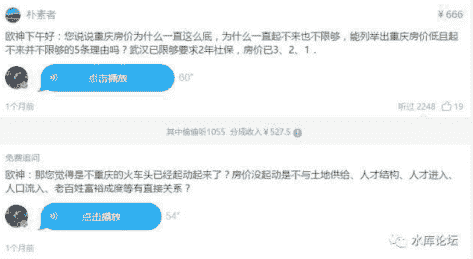 朴素者
¥ 666
欧神下午好：您说说重庆房价为什么一直这么底，为什么一直起不来也不限够，能列举出重庆房价低且起
不来并不限够的5条理由吗？武汉已限够要求2年社保，房价已3、2、1．
点击播放 60"
1个月前
听过 2248 19
其中偷偷听1055 分成收入 ¥ 527.5
免费追问
欧神：那您觉得是不重庆的火车头已经起动起来了？房价没起动是不与土地供给、人才结构、人才进入、
人口流入、老百姓富裕成度等有直接关系？
点击播放 54"
1个月前
水库论坛